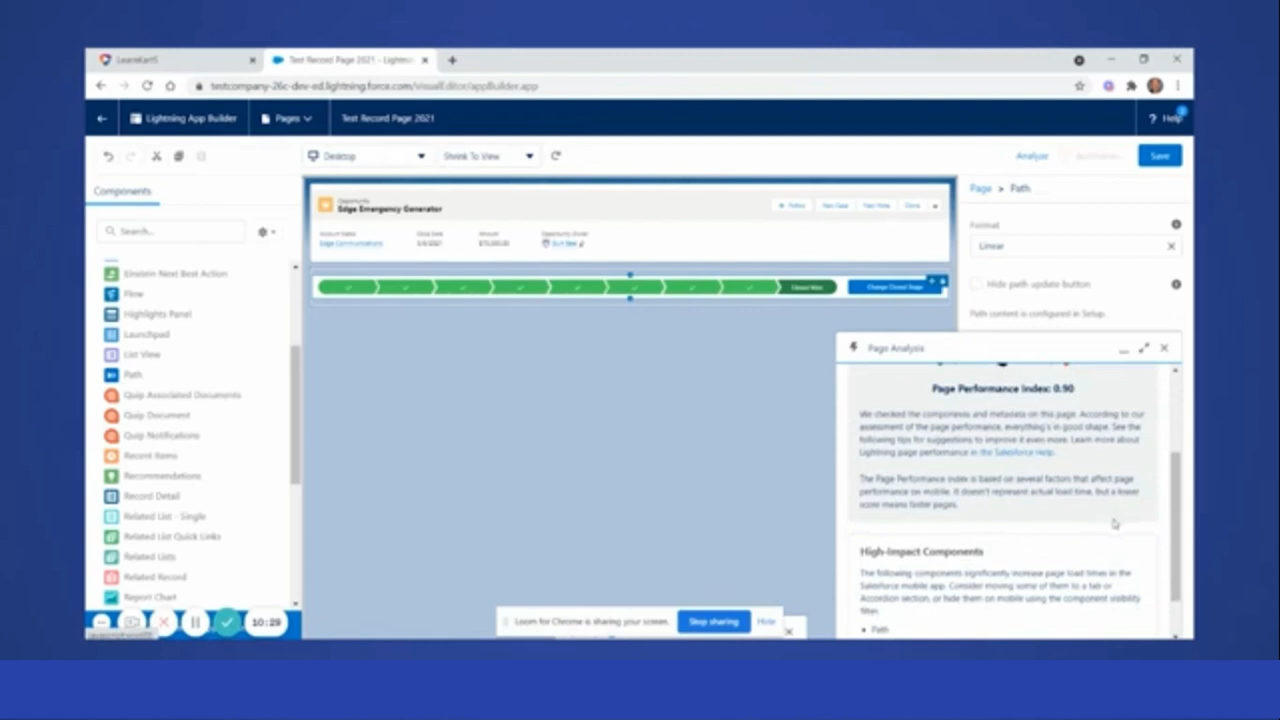 LearnKarts
Test Record Page 2021 - Lightnin
testcompany-26c-dev-ed.lightning.force.com/visualEditor/appBuilder.app
Lightning App Builder
Pages
Test Record Page 2021
? Help
Desktop
Shrink To View
Analyze
Save
Components
Search...
Einstein Next Best Action
Flow
Highlights Panel
Launchpad
List View
Path
Quip Associated Documents
Quip Document
Quip Notifications
Recent Items
Recommendations
Record Detail
Related List - Single
Related List Quick Links
Related Lists
Related Record
Report Chart
10:29
Opportunity
Edge Emergency Generator
+ Follow
New Case
New Note
Clone
Account Name
Close Date
Amount
Opportunity Owner
Edge Communications
$75,000.00
Closed Won
Change Closed Stage
Page > Path
Format
Linear
Hide path update button
Path content is configured in Setup.
Page Analysis
Page Performance Index: 0.90
We checked the components and metadata on this page. According to our
assessment of the page performance, everything's in good shape. See the
following tips for suggestions to improve it even more. Learn more about
Lightning page performance in the Salesforce Help.
The Page Performance index is based on several factors that affect page
performance on mobile. It doesn't represent actual load time, but a lower
score means faster pages.
High-Impact Components
The following components significantly increase page load times in the
Salesforce mobile app. Consider moving some of them to a tab or
Accordion section, or hide them on mobile using the component visibility
filter.
• Path
Loom for Chrome is sharing your screen.
Stop sharing
Hide